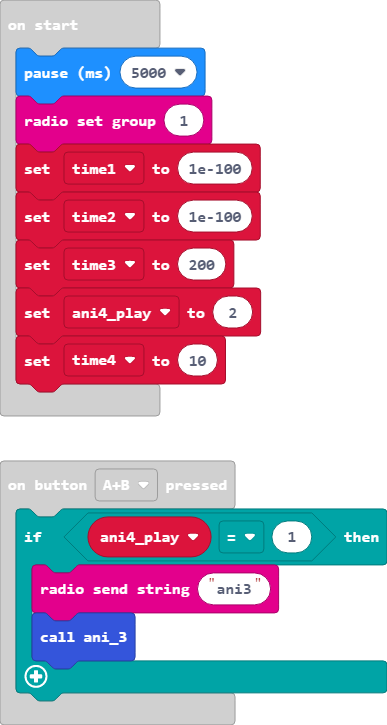 on start
pause (ms) 5000
radio set group 1
set time1 to 1e-100
set time2 to 1e-100
set time3 to 200
set ani4_play to 2
set time4 to 10
on button A+B pressed
if ani4_play = 1 then
radio send string "ani3"
call ani_3